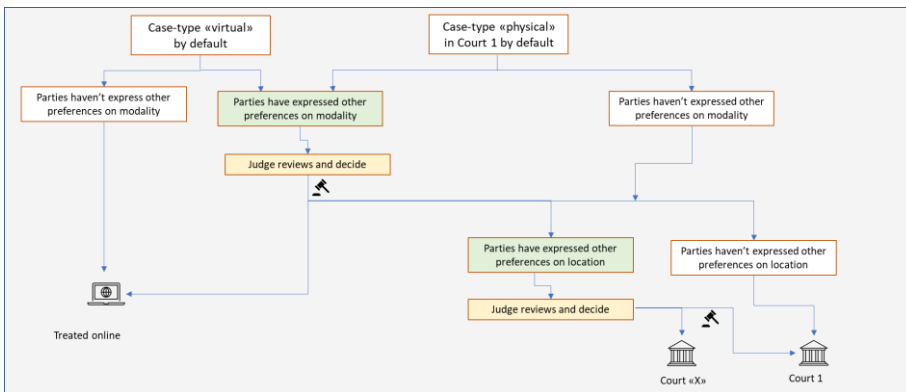 Case-type «virtual»
by default
Case-type «physical»
in Court 1 by default
Parties haven't express other
preferences on modality
Parties have expressed other
preferences on modality
Parties haven't expressed other
preferences on modality
Judge reviews and decide
Parties have expressed other
preferences on location
Parties haven't expressed other
preferences on location
Judge reviews and decide
Treated online
Court «X»
Court 1